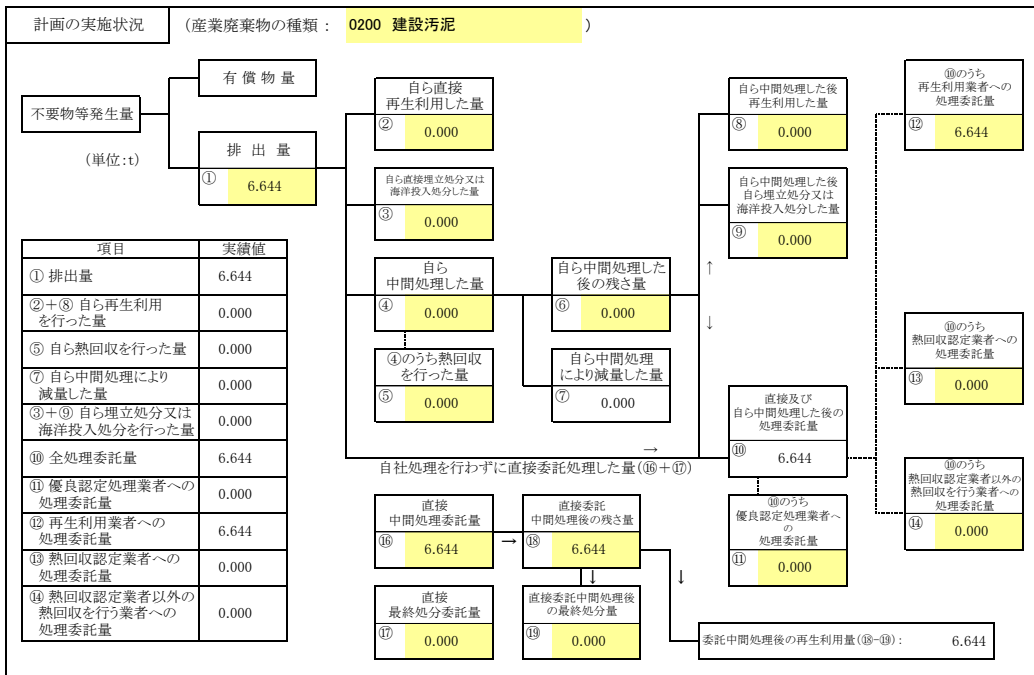 計画の実施状況
(産業廃棄物の種類 : 0200 建設汚泥 )
不要物等発生量
(単位:t)
有償物量
排出量
① 6.644
自ら直接
再生利用した量
② 0.000
自ら直接埋立処分又は
海洋投入処分した量
③ 0.000
自ら
中間処理した量
④ 0.000
④のうち熱回収
を行った量
⑤ 0.000
自ら中間処理した
後の残さ量
⑥ 0.000
自ら中間処理
により減量した量
⑦ 0.000
自ら中間処理した後
再生利用した量
⑧ 0.000
自ら中間処理した後
自ら埋立処分又は
海洋投入処分した量
⑨ 0.000
↑
↓
直接及び
自ら中間処理した後の
処理委託量
⑩ 6.644
⑩のうち
優良認定処理業者へ
の
処理委託量
⑪ 0.000
⑩のうち
再生利用業者への
処理委託量
⑫ 6.644
⑩のうち
熱回収認定業者への
処理委託量
⑬ 0.000
⑩のうち
熱回収認定業者以外の
熱回収を行う業者への
処理委託量
⑭ 0.000
→
自社処理を行わずに直接委託処理した量(⑯+⑰)
直接
中間処理委託量
⑯ 6.644
→
直接委託
中間処理後の残さ量
⑱ 6.644
↓
↓
直接
最終処分委託量
⑰ 0.000
直接委託中間処理後
の最終処分量
⑲ 0.000
委託中間処理後の再生利用量(⑱-⑲) : 6.644
項目 実績値
① 排出量 6.644
②+⑧ 自ら再生利用
を行った量 0.000
⑤ 自ら熱回収を行った量 0.000
⑦ 自ら中間処理により
減量した量 0.000
③+⑨ 自ら埋立処分又は
海洋投入処分を行った量 0.000
⑩ 全処理委託量 6.644
⑪ 優良認定処理業者への
処理委託量 0.000
⑫ 再生利用業者への
処理委託量 6.644
⑬ 熱回収認定業者への
処理委託量 0.000
⑭ 熱回収認定業者以外の
熱回収を行う業者への
処理委託量 0.000